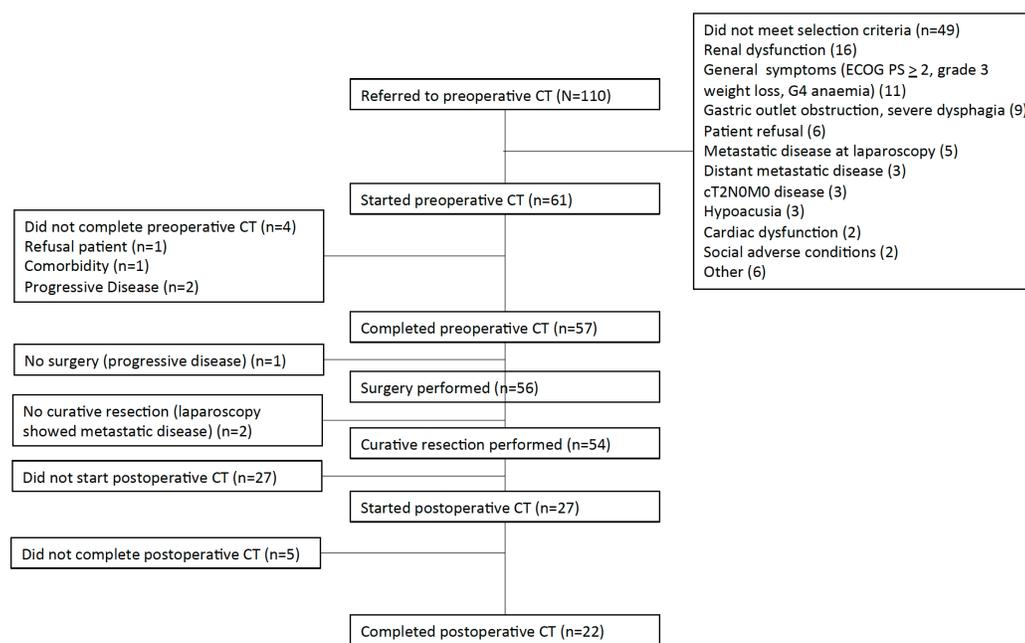 Did not meet selection criteria (n=49)
Renal dysfunction (16)
General symptoms (ECOG PS ≥ 2, grade 3
weight loss, G4 anaemia) (11)
Gastric outlet obstruction, severe dysphagia (9)
Patient refusal (6)
Metastatic disease at laparoscopy (5)
Distant metastatic disease (3)
cT2N0M0 disease (3)
Hypoacusia (3)
Cardiac dysfunction (2)
Social adverse conditions (2)
Other (6)
Referred to preoperative CT (N=110)
Started preoperative CT (n=61)
Did not complete preoperative CT (n=4)
Refusal patient (n=1)
Comorbidity (n=1)
Progressive Disease (n=2)
Completed preoperative CT (n=57)
No surgery (progressive disease) (n=1)
Surgery performed (n=56)
No curative resection (laparoscopy
showed metastatic disease) (n=2)
Curative resection performed (n=54)
Did not start postoperative CT (n=27)
Started postoperative CT (n=27)
Did not complete postoperative CT (n=5)
Completed postoperative CT (n=22)